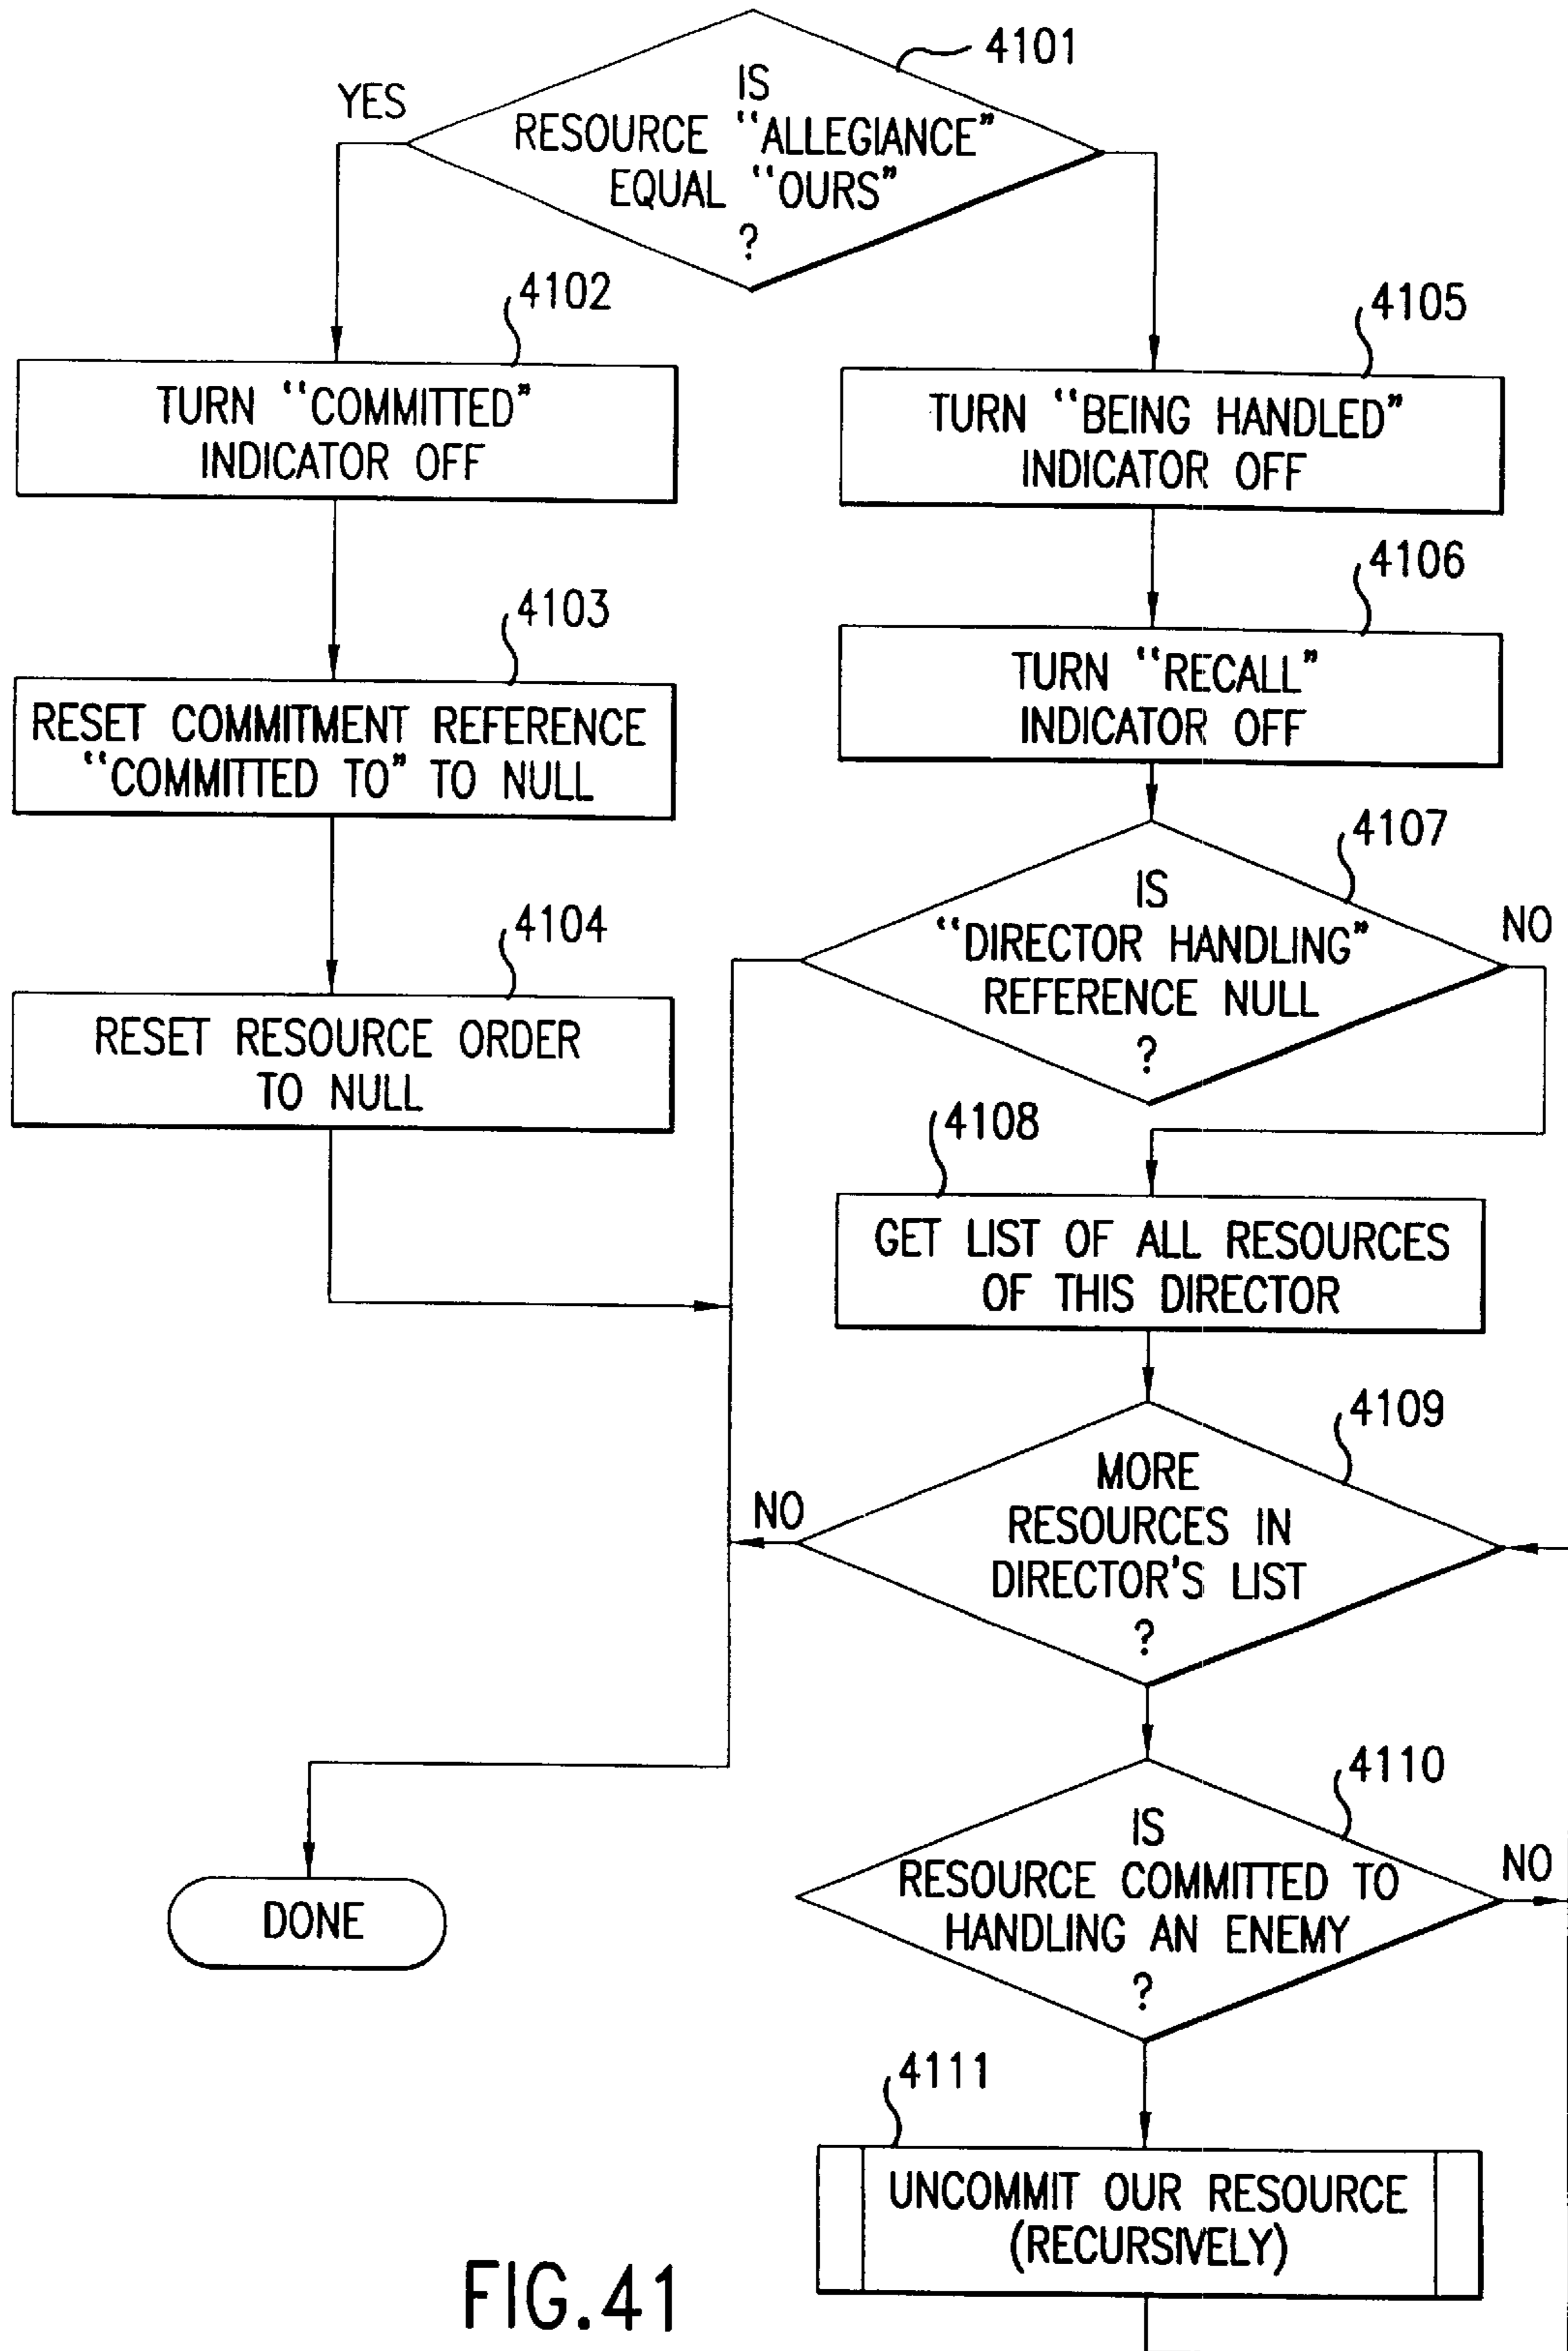 4101
YES
IS
RESOURCE "ALLEGIANCE"
EQUAL "OURS"
?
4102
TURN "COMMITTED"
INDICATOR OFF
4103
RESET COMMITMENT REFERENCE
"COMMITTED TO" TO NULL
4104
RESET RESOURCE ORDER
TO NULL
4105
TURN "BEING HANDLED"
INDICATOR OFF
4106
TURN "RECALL"
INDICATOR OFF
4107
IS
"DIRECTOR HANDLING"
REFERENCE NULL
?
NO
4108
GET LIST OF ALL RESOURCES
OF THIS DIRECTOR
4109
MORE
RESOURCES IN
DIRECTOR'S LIST
?
NO
4110
IS
RESOURCE COMMITTED TO
HANDLING AN ENEMY
?
NO
4111
UNCOMMIT OUR RESOURCE
(RECURSIVELY)
DONE
FIG.41